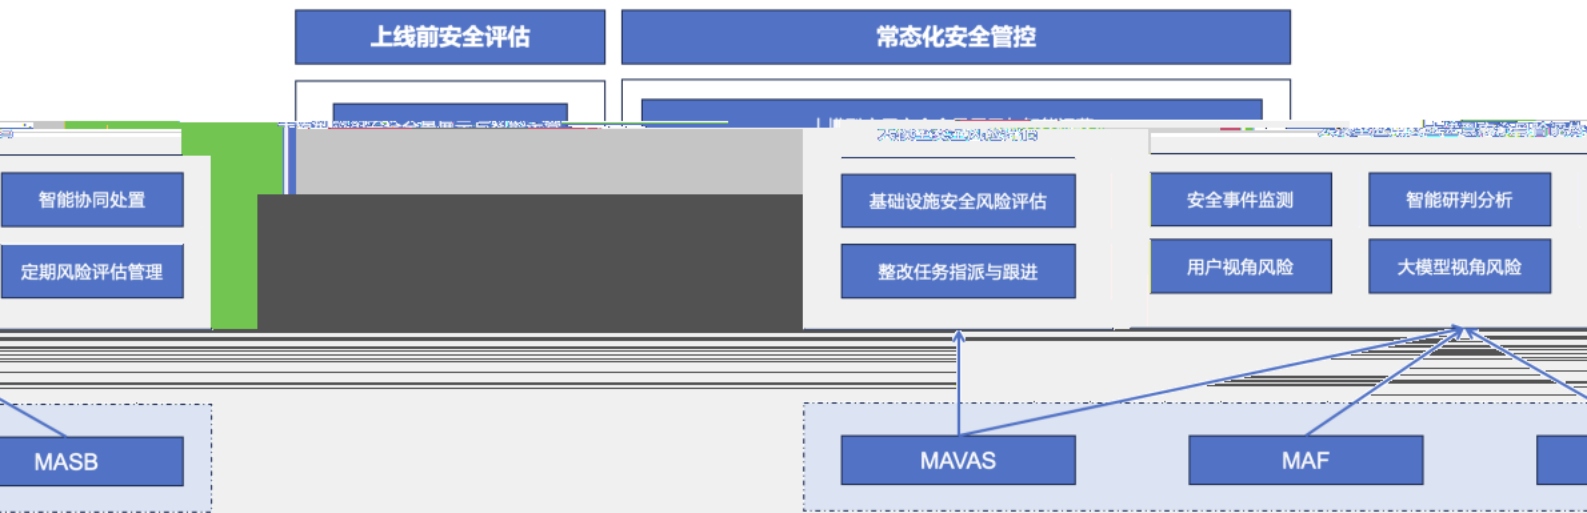 上线前安全评估
常态化安全管控
智能协同处置
基础设施安全风险评估
安全事件监测
智能研判分析
定期风险评估管理
整改任务指派与跟进
用户视角风险
大模型视角风险
MASB
MAVAS
MAF